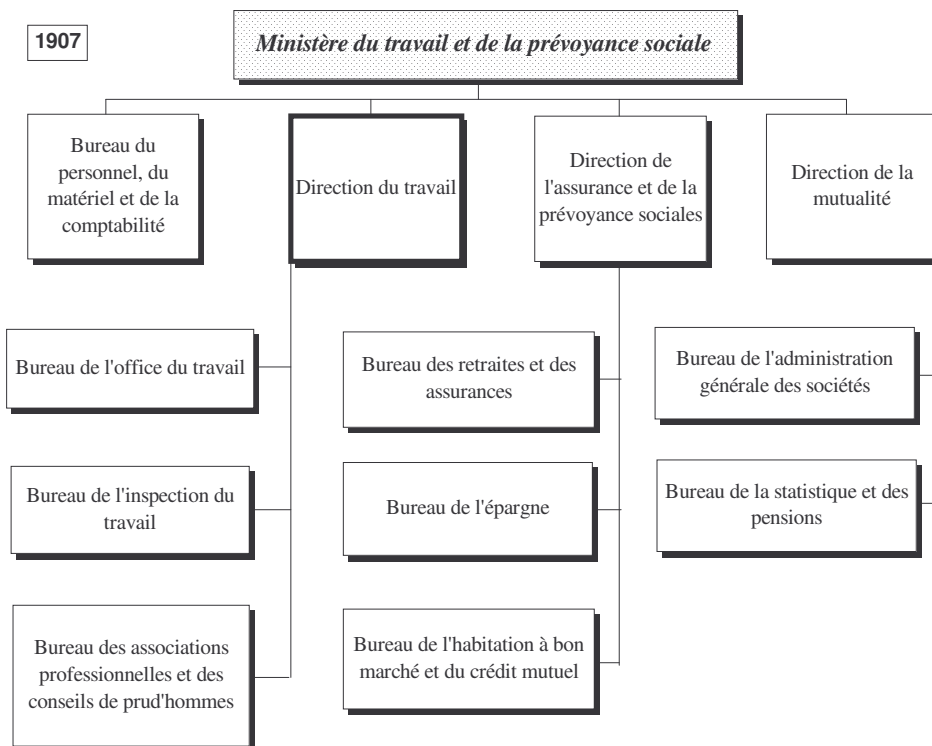 1907
Ministère du travail et de la prévoyance sociale
Bureau du
personnel, du
matériel et de la
comptabilité
Direction du travail
Direction de
l'assurance et de la
prévoyance sociales
Direction de la
mutualité
Bureau de l'office du travail
Bureau des retraites et des
assurances
Bureau de l'administration
générale des sociétés
Bureau de l'inspection du
travail
Bureau de l'épargne
Bureau de la statistique et des
pensions
Bureau des associations
professionnelles et des
conseils de prud'hommes
Bureau de l'habitation à bon
marché et du crédit mutuel